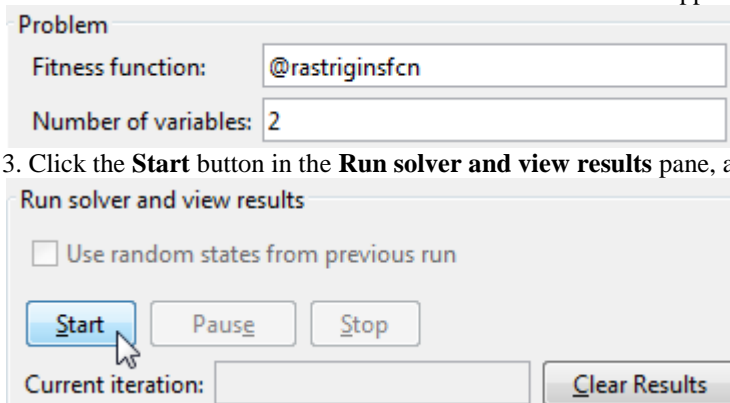 Problem
Fitness function: @rastriginsfcn
Number of variables: 2
3. Click the Start button in the Run solver and view results pane, a
Run solver and view results
Use random states from previous run
Start Pause Stop
Current iteration: Clear Results